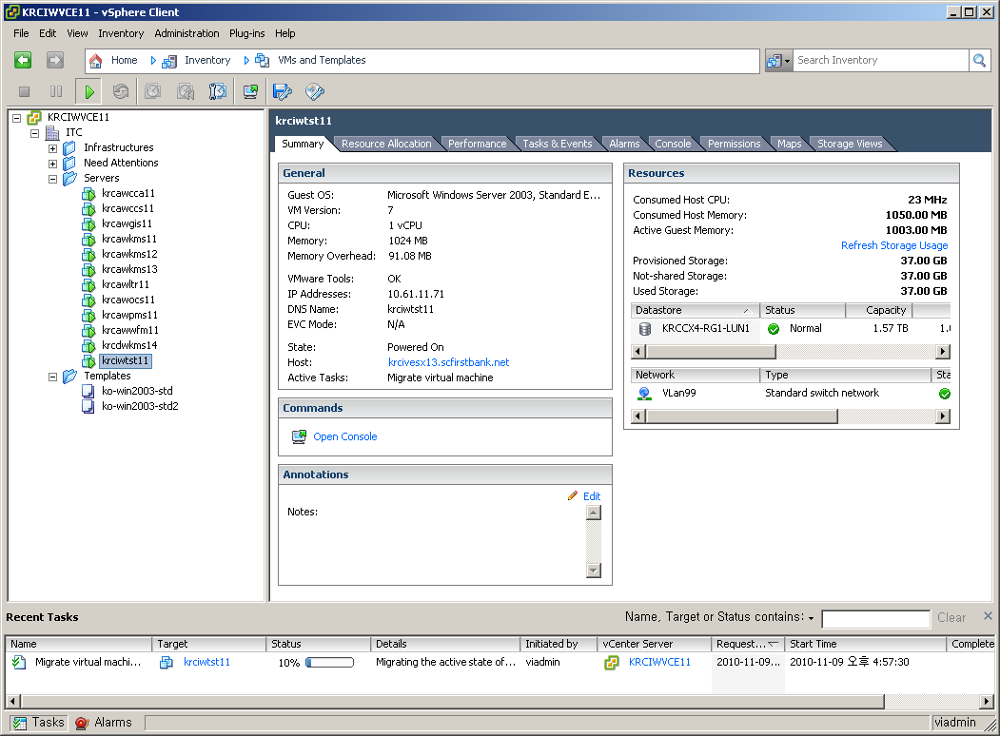 KRCIWVCE11 - vSphere Client
File Edit View Inventory Administration Plug-ins Help
Home Inventory VMs and Templates
Search Inventory
KRCIWVCE11
ITC
Infrastructures
Need Attentions
Servers
krcawcca11
krcawccs11
krcawgis11
krcawkms11
krcawkms12
krcawkms13
krcawltr11
krcawocs11
krcawpms11
krcawwfm11
krcdwkms14
krciwtst11
Templates
ko-win2003-std
ko-win2003-std2
krciwtst11
Summary Resource Allocation Performance Tasks & Events Alarms Console Permissions Maps Storage Views
General
Guest OS: Microsoft Windows Server 2003, Standard E...
VM Version: 7
CPU: 1 vCPU
Memory: 1024 MB
Memory Overhead: 91.08 MB
VMware Tools: OK
IP Addresses: 10.61.11.71
DNS Name: krciwtst11
EVC Mode: N/A
State: Powered On
Host: krcivesx13.scfirstbank.net
Active Tasks: Migrate virtual machine
Commands
Open Console
Annotations
Edit
Notes:
Resources
Consumed Host CPU: 23 MHz
Consumed Host Memory: 1050.00 MB
Active Guest Memory: 1003.00 MB
Refresh Storage Usage
Provisioned Storage: 37.00 GB
Not-shared Storage: 37.00 GB
Used Storage: 37.00 GB
Datastore Status Capacity
KRCCX4-RG1-LUN1 Normal 1.57 TB 1.
Network Type Sta
VLan99 Standard switch network
Recent Tasks
Name, Target or Status contains: Clear
Name Target Status Details Initiated by vCenter Server Request... Start Time Complete
Migrate virtual machi... krciwtst11 10% Migrating the active state of... viadmin KRCIWVCE11 2010-11-09... 2010-11-09 오후 4:57:30
Tasks Alarms viadmin